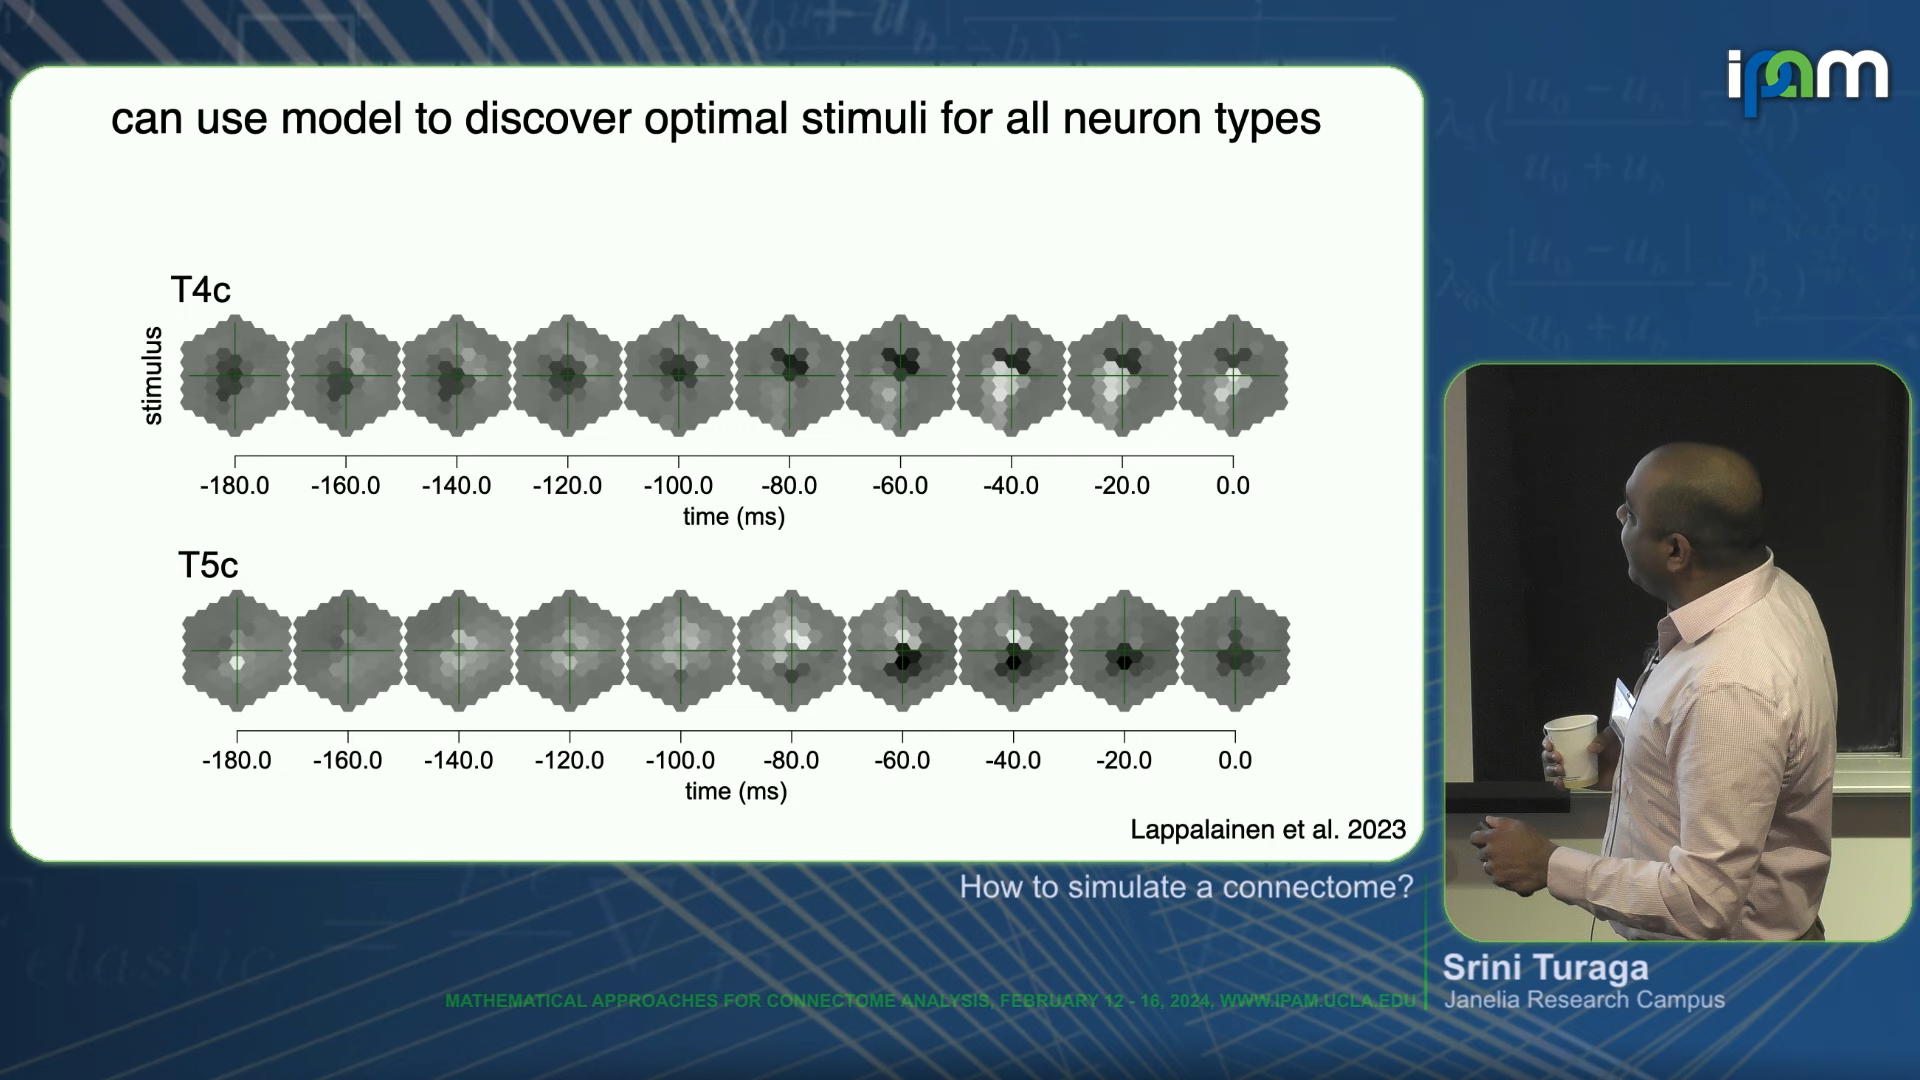 can use model to discover optimal stimuli for all neuron types
T4c
stimulus
-180.0 -160.0 -140.0 -120.0 -100.0 -80.0 -60.0 -40.0 -20.0 0.0
time (ms)
T5c
-180.0 -160.0 -140.0 -120.0 -100.0 -80.0 -60.0 -40.0 -20.0 0.0
time (ms)
Lappalainen et al. 2023
ipam
How to simulate a connectome?
Srini Turaga
Janelia Research Campus
MATHEMATICAL APPROACHES FOR CONNECTOME ANALYSIS, FEBRUARY 12 - 16, 2024, WWW.IPAM.UCLA.EDU
elastic